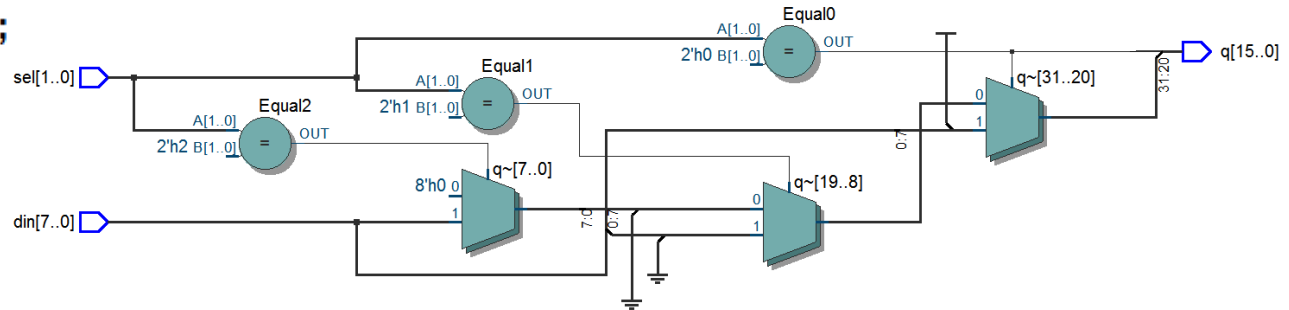 ;
Equal0
A[1..0]
OUT
2'h0 B[1..0]
=
q[15..0]
sel[1..0]
Equal1
A[1..0]
OUT
2'h1 B[1..0]
=
q~[31..20]
0
1
31:20
Equal2
A[1..0]
OUT
2'h2 B[1..0]
=
0:7
q~[7..0]
8'h0 0
1
q~[19..8]
0
1
din[7..0]
7:0
0:7